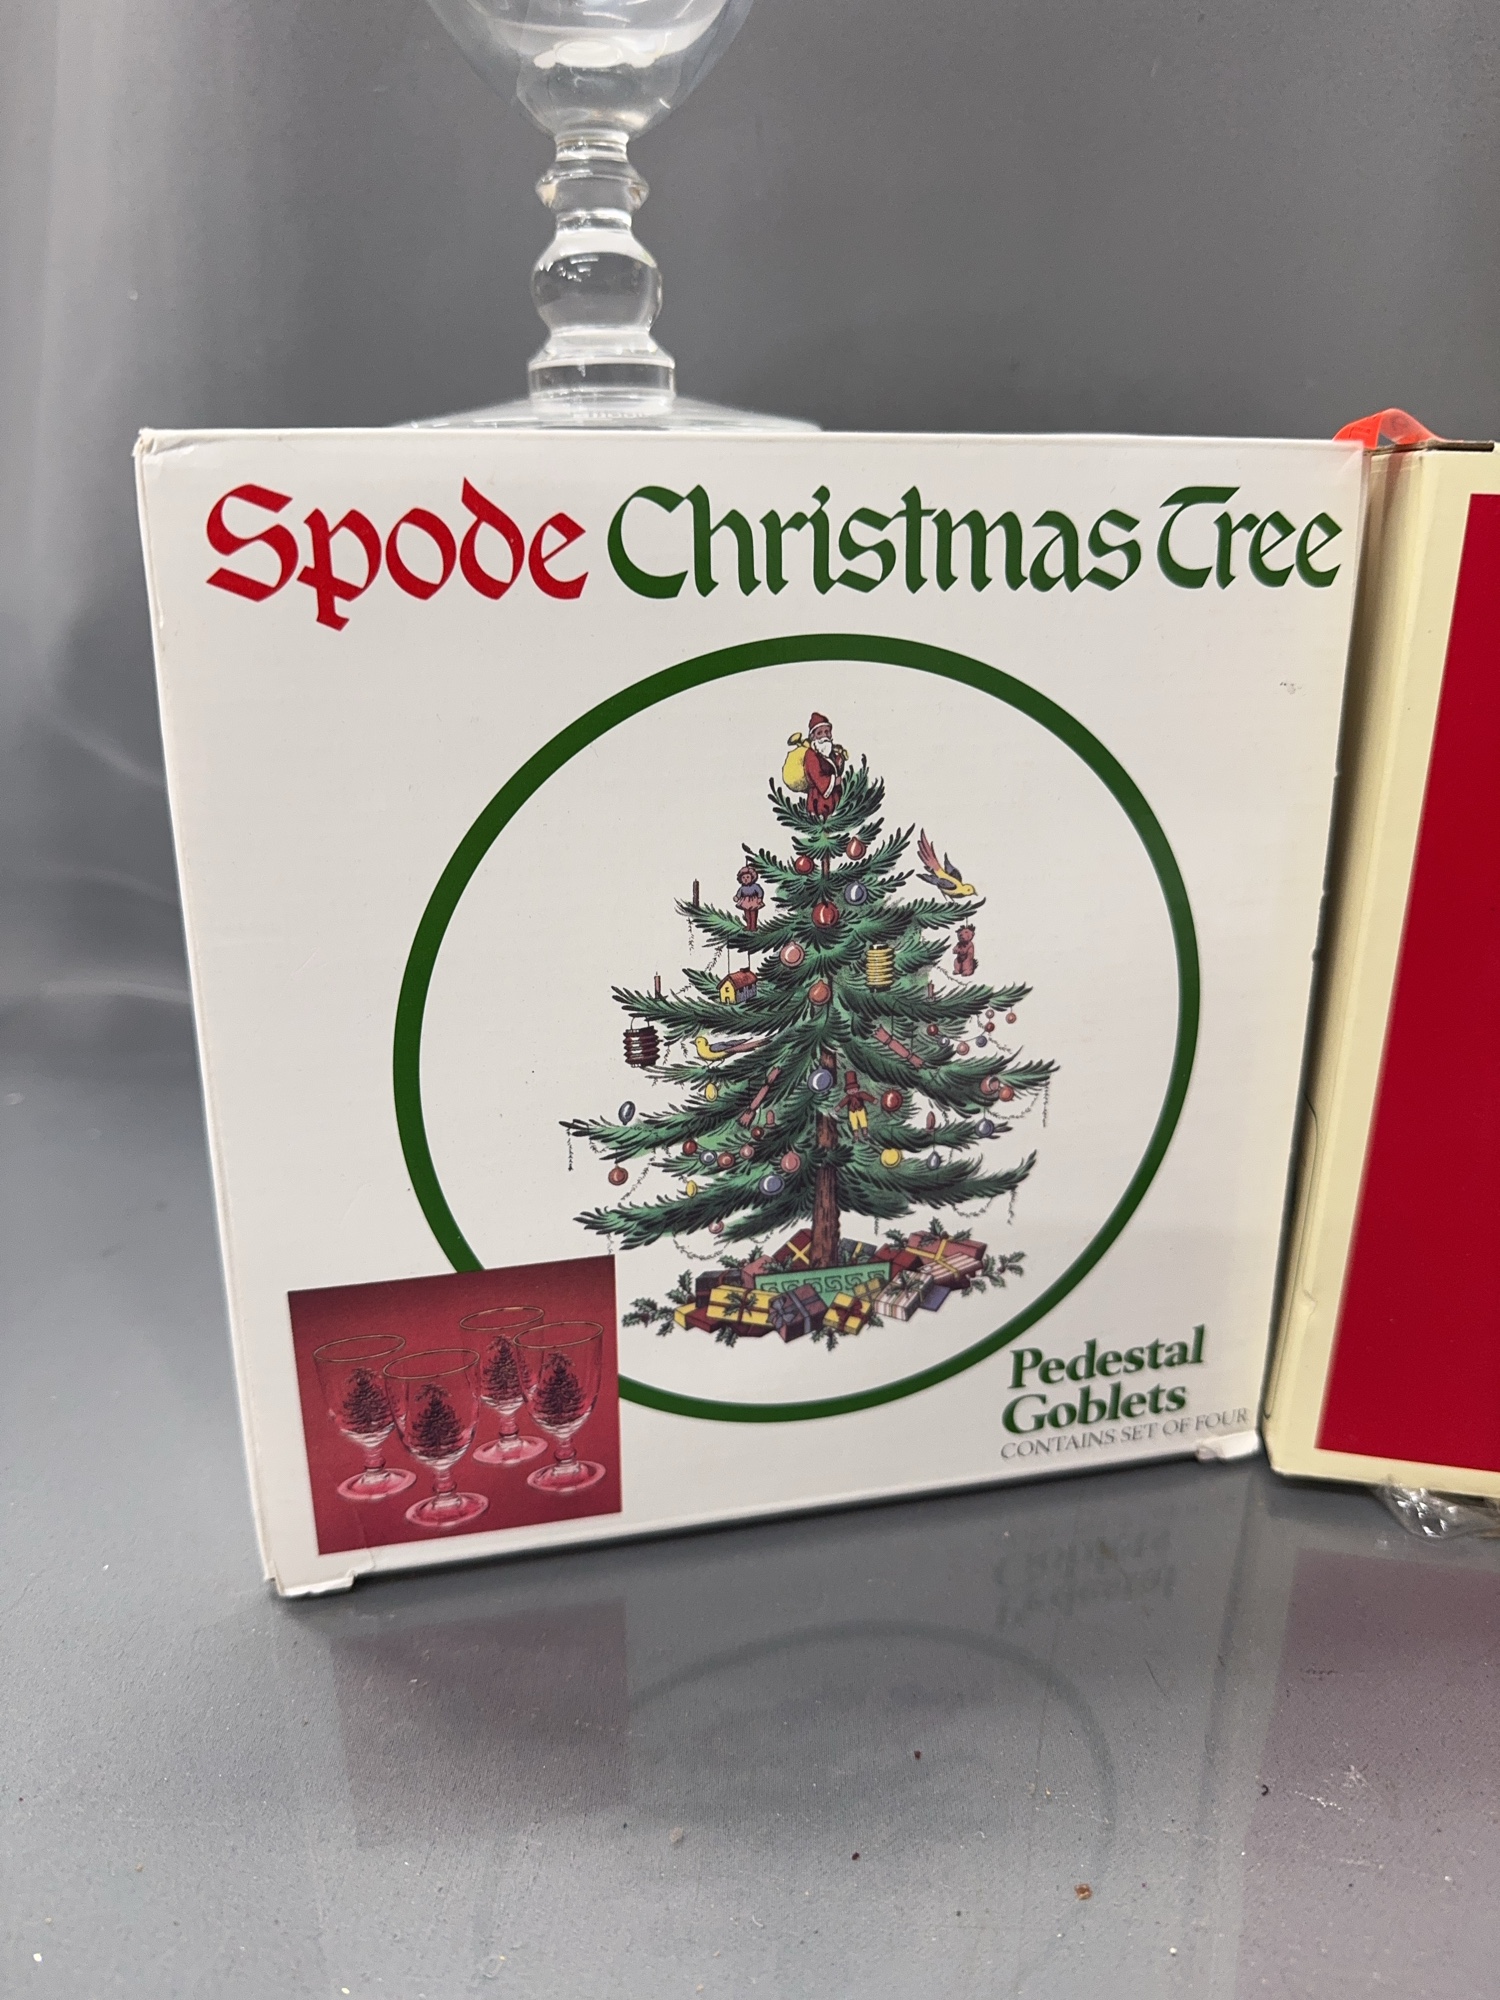 Spode Christmas Tree
Pedestal
Goblets
CONTAINS SET OF FOUR